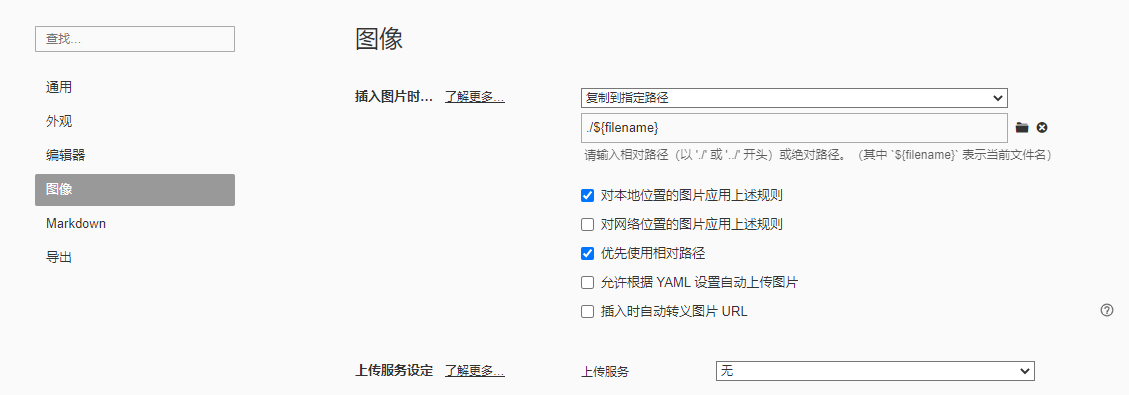 查找...
通用
外观
编辑器
图像
Markdown
导出
图像
插入图片时... 了解更多...
复制到指定路径
./${filename}
请输入相对路径（以 './' 或 '../' 开头）或绝对路径。（其中 `${filename}` 表示当前文件名）
对本地位置的图片应用上述规则
对网络位置的图片应用上述规则
优先使用相对路径
允许根据 YAML 设置自动上传图片
插入时自动转义图片 URL
上传服务设定 了解更多... 上传服务 无